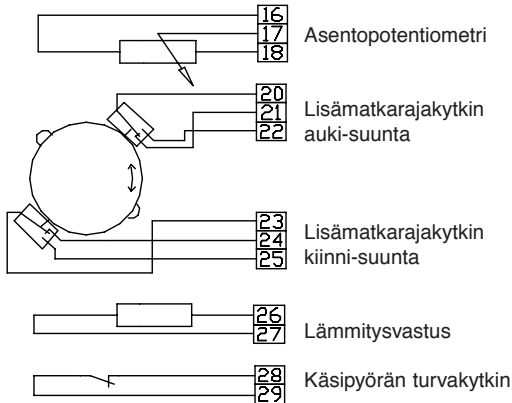 16
17 Asentopotentiometri
18
20
21 Lisämatkarajakytkin
22 auki-suunta
23
24 Lisämatkarajakytkin
25 kiinni-suunta
26
27 Lämmitysvastus
28 Käsipyörän turvakytkin
29